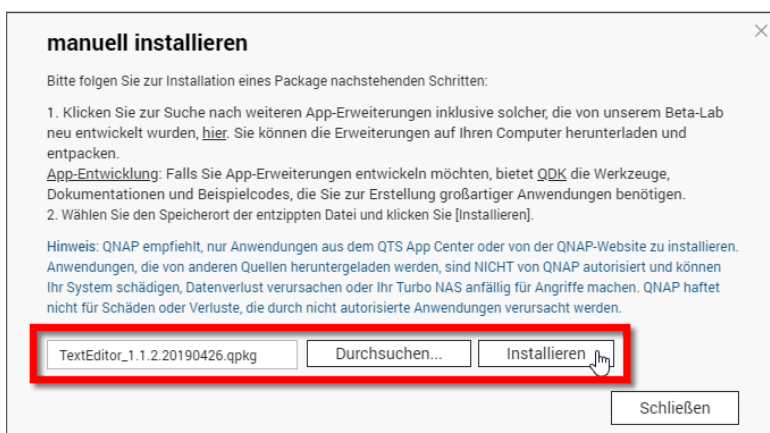 manuell installieren
Bitte folgen Sie zur Installation eines Package nachstehenden Schritten:
1. Klicken Sie zur Suche nach weiteren App-Erweiterungen inklusive solcher, die von unserem Beta-Lab
neu entwickelt wurden, hier. Sie können die Erweiterungen auf Ihren Computer herunterladen und
entpacken.
App-Entwicklung: Falls Sie App-Erweiterungen entwickeln möchten, bietet QDK die Werkzeuge,
Dokumentationen und Beispielcodes, die Sie zur Erstellung großartiger Anwendungen benötigen.
2. Wählen Sie den Speicherort der entzippten Datei und klicken Sie [Installieren].
Hinweis: QNAP empfiehlt, nur Anwendungen aus dem QTS App Center oder von der QNAP-Website zu installieren.
Anwendungen, die von anderen Quellen heruntergeladen werden, sind NICHT von QNAP autorisiert und können
Ihr System schädigen, Datenverlust verursachen oder Ihr Turbo NAS anfällig für Angriffe machen. QNAP haftet
nicht für Schäden oder Verluste, die durch nicht autorisierte Anwendungen verursacht werden.
TextEditor_1.1.2.20190426.qpkg Durchsuchen... Installieren
Schließen